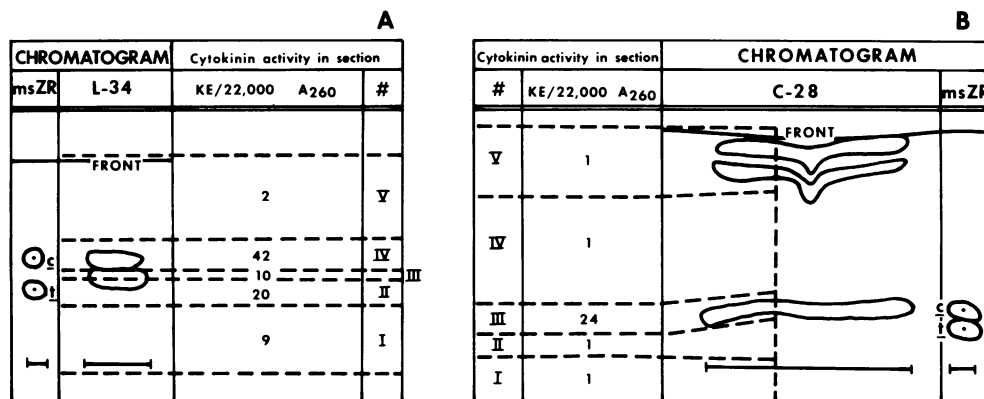 A
CHROMATOGRAM Cytokinin activity in section
msZR L-34 KE/22,000 A260 #
FRONT
2 V
c 42 IV
10 III
t 20 II
9 I
B
Cytokinin activity in section CHROMATOGRAM
# KE/22,000 A260 C-28 msZR
FRONT
V 1
IV 1
III 24 c
t
II 1
I 1